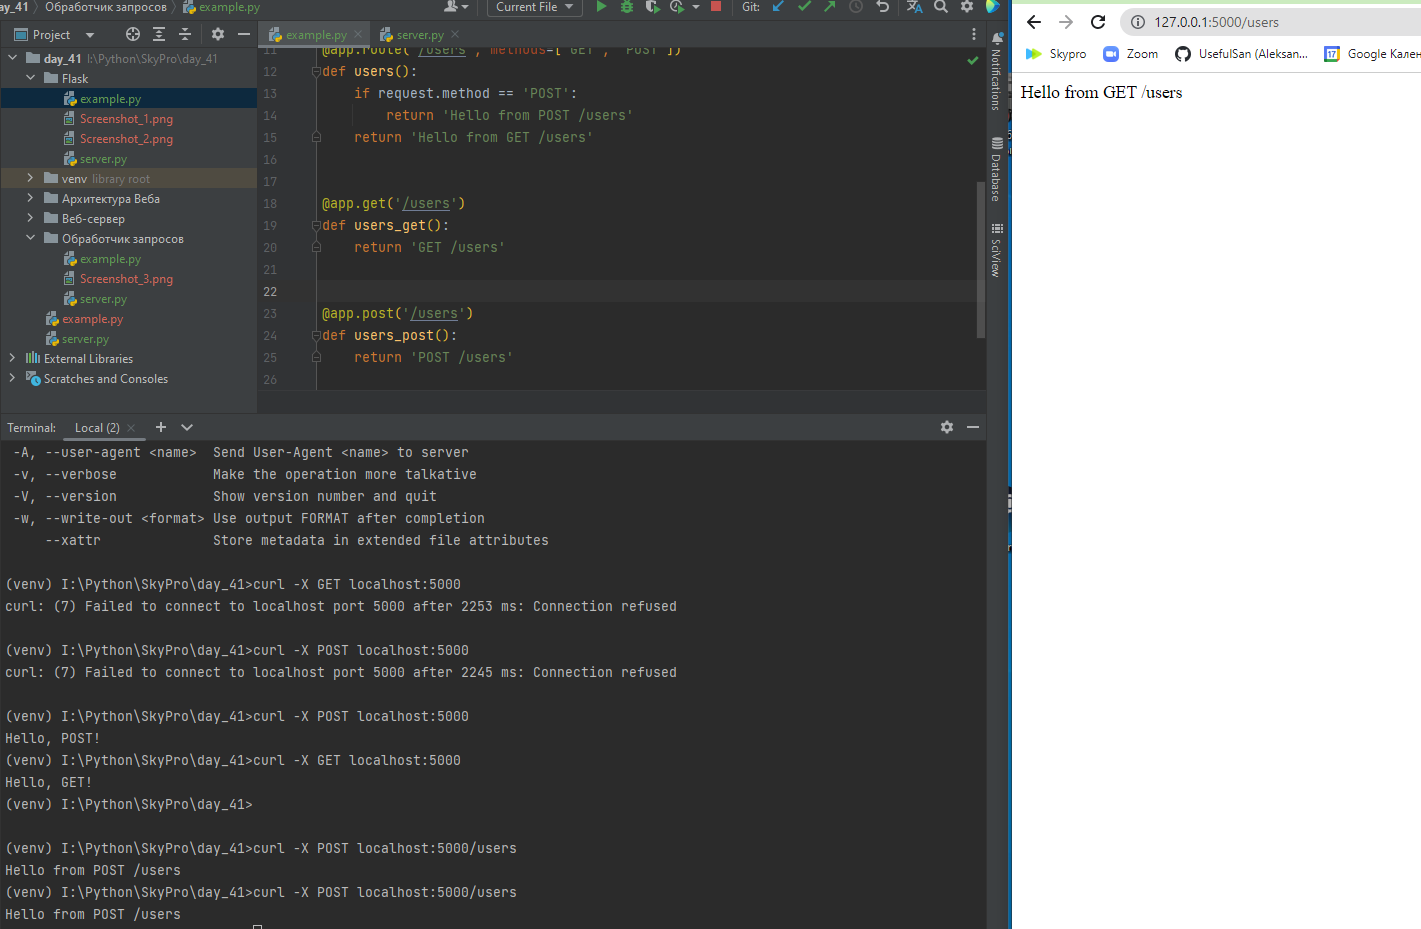 ay_41 Обработчик запросов example.py Current File Git:
Project
day_41 I:\Python\SkyPro\day_41
Flask
example.py
Screenshot_1.png
Screenshot_2.png
server.py
venv library root
Архитектура Веба
Веб-сервер
Обработчик запросов
example.py
Screenshot_3.png
server.py
example.py
server.py
External Libraries
Scratches and Consoles
example.py server.py
11 @app.route('/users', methods=['GET', 'POST'])
12 def users():
13 if request.method == 'POST':
14 return 'Hello from POST /users'
15 return 'Hello from GET /users'
16
17
18 @app.get('/users')
19 def users_get():
20 return 'GET /users'
21
22
23 @app.post('/users')
24 def users_post():
25 return 'POST /users'
26
Notifications
Database
SciView
Terminal: Local (2)
-A, --user-agent <name> Send User-Agent <name> to server
-v, --verbose Make the operation more talkative
-V, --version Show version number and quit
-w, --write-out <format> Use output FORMAT after completion
--xattr Store metadata in extended file attributes
(venv) I:\Python\SkyPro\day_41>curl -X GET localhost:5000
curl: (7) Failed to connect to localhost port 5000 after 2253 ms: Connection refused
(venv) I:\Python\SkyPro\day_41>curl -X POST localhost:5000
curl: (7) Failed to connect to localhost port 5000 after 2245 ms: Connection refused
(venv) I:\Python\SkyPro\day_41>curl -X POST localhost:5000
Hello, POST!
(venv) I:\Python\SkyPro\day_41>curl -X GET localhost:5000
Hello, GET!
(venv) I:\Python\SkyPro\day_41>
(venv) I:\Python\SkyPro\day_41>curl -X POST localhost:5000/users
Hello from POST /users
(venv) I:\Python\SkyPro\day_41>curl -X POST localhost:5000/users
Hello from POST /users
127.0.0.1:5000/users
Skypro Zoom UsefulSan (Aleksan... 17 Google Кален
Hello from GET /users